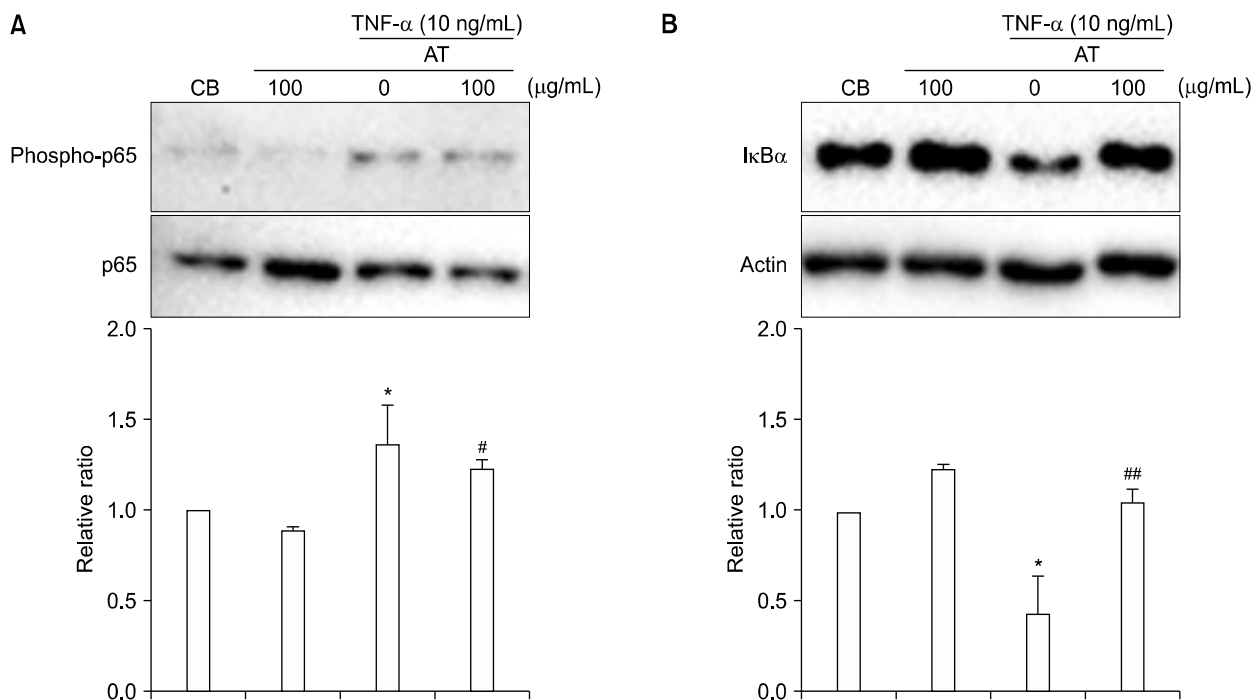 A
TNF-α (10 ng/mL)
AT
CB 100 0 100 (μg/mL)
Phospho-p65
p65
2.0
1.5
1.0
0.5
0.0
Relative ratio
*
#
B
TNF-α (10 ng/mL)
AT
CB 100 0 100 (μg/mL)
IκBα
Actin
2.0
1.5
1.0
0.5
0.0
Relative ratio
*
##